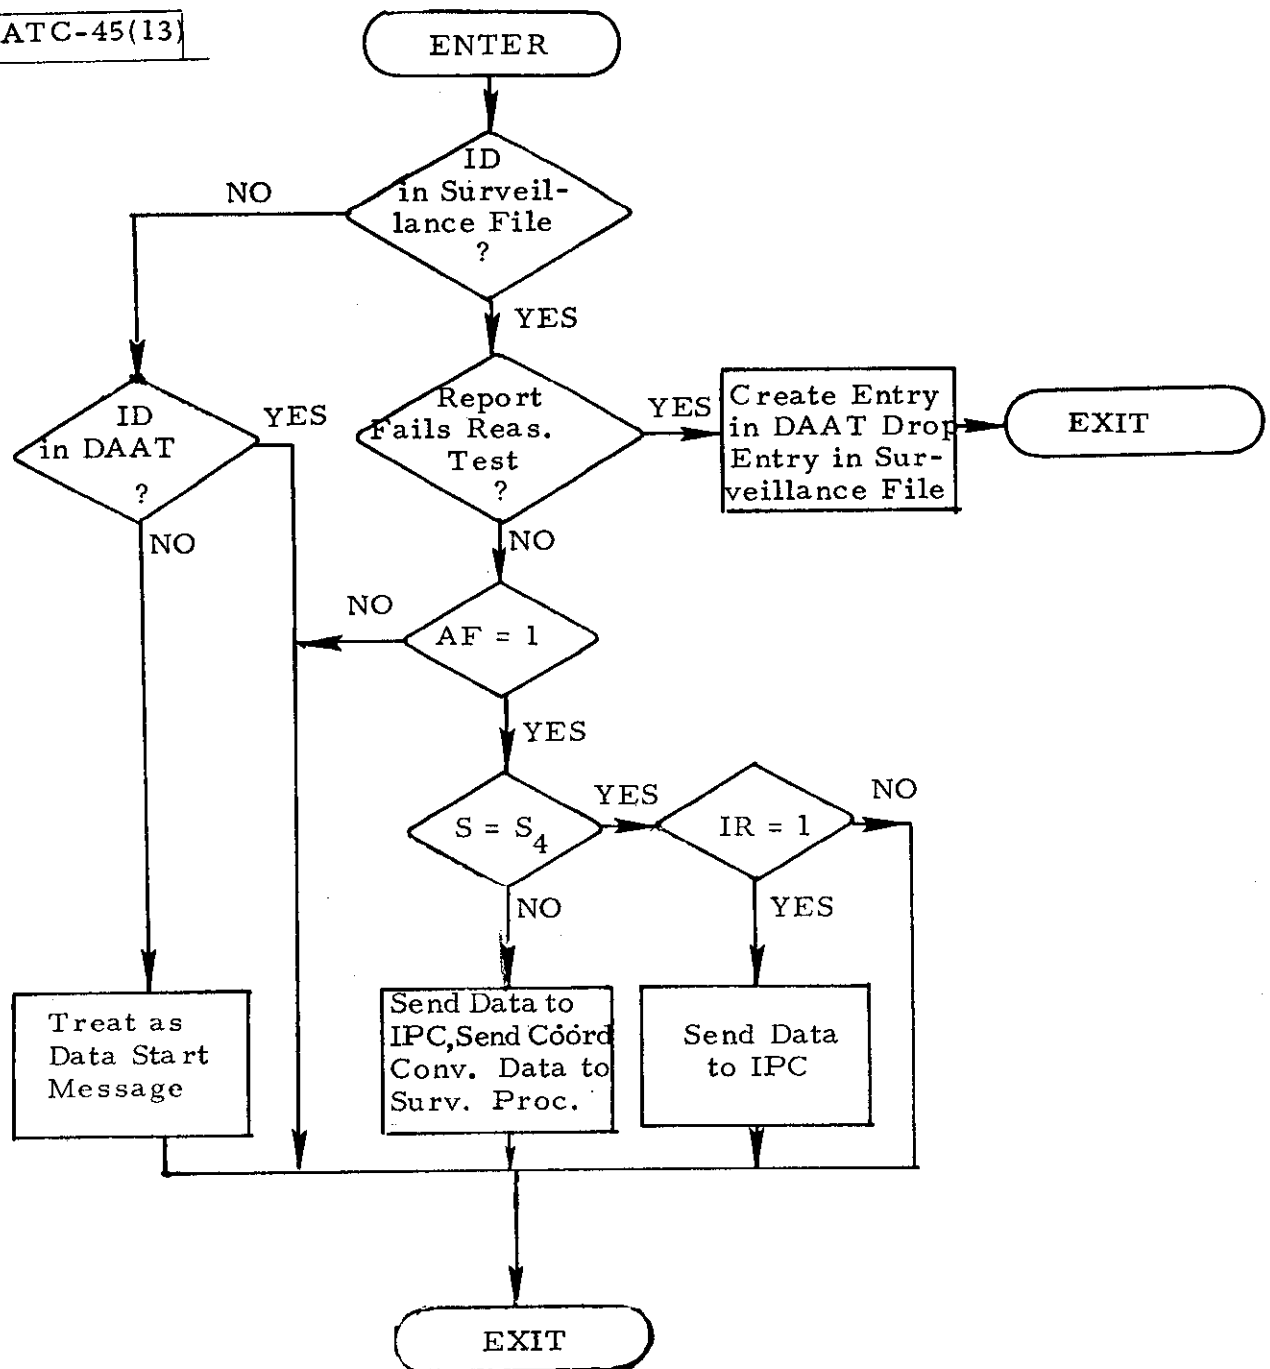 ATC-45(13)
ENTER
ID
in Surveil-
lance File
?
NO
YES
ID
in DAAT
?
YES
NO
Report
Fails Reas.
Test
?
YES
Create Entry
in DAAT Drop
Entry in Sur-
veillance File
EXIT
NO
AF = 1
NO
YES
S = S4
YES
IR = 1
NO
NO
YES
Treat as
Data Start
Message
Send Data to
IPC,Send Coord
Conv. Data to
Surv. Proc.
Send Data
to IPC
EXIT